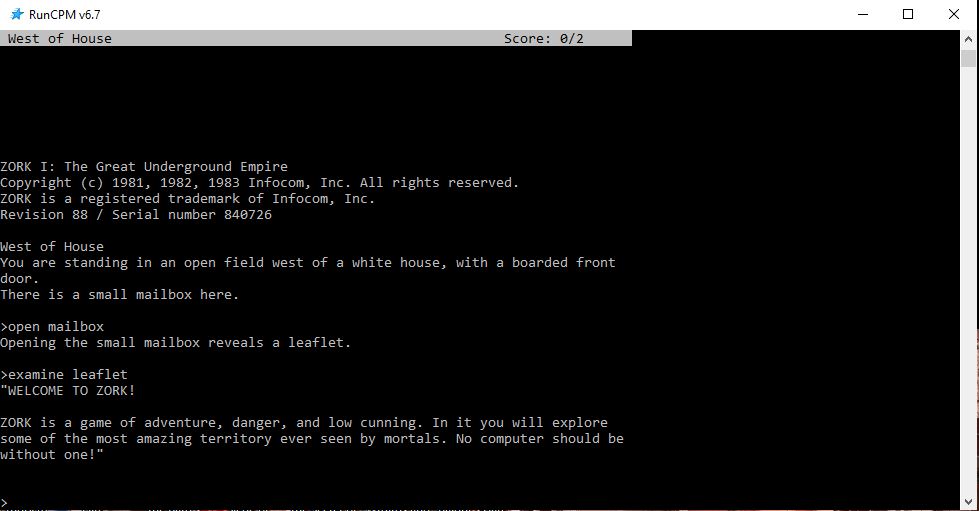 RunCPM v6.7
West of House Score: 0/2
ZORK I: The Great Underground Empire
Copyright (c) 1981, 1982, 1983 Infocom, Inc. All rights reserved.
ZORK is a registered trademark of Infocom, Inc.
Revision 88 / Serial number 840726
West of House
You are standing in an open field west of a white house, with a boarded front
door.
There is a small mailbox here.
>open mailbox
Opening the small mailbox reveals a leaflet.
>examine leaflet
"WELCOME TO ZORK!
ZORK is a game of adventure, danger, and low cunning. In it you will explore
some of the most amazing territory ever seen by mortals. No computer should be
without one!"
>